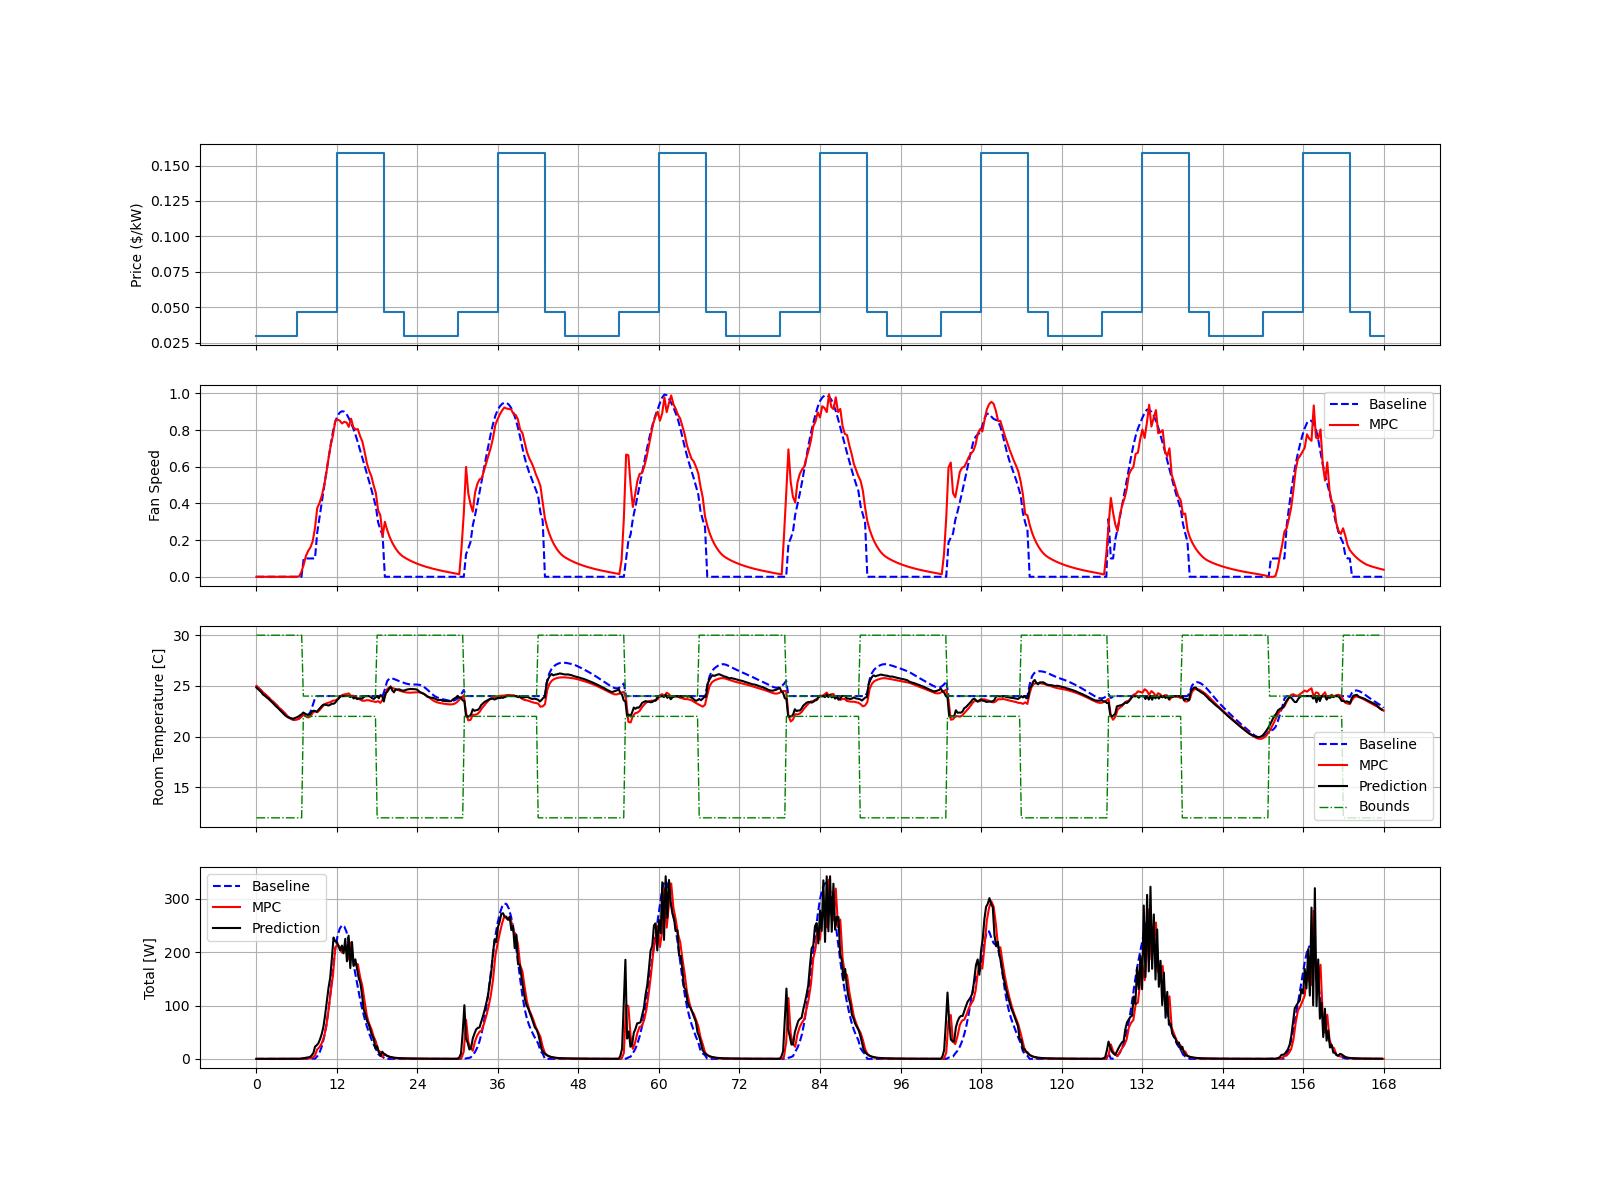 0.150
0.125
0.100
0.075
0.050
0.025
Price ($/kW)
1.0
0.8
0.6
0.4
0.2
0.0
Fan Speed
Baseline
MPC
30
25
20
15
Room Temperature [C]
Baseline
MPC
Prediction
Bounds
300
200
100
0
Total [W]
Baseline
MPC
Prediction
0 12 24 36 48 60 72 84 96 108 120 132 144 156 168